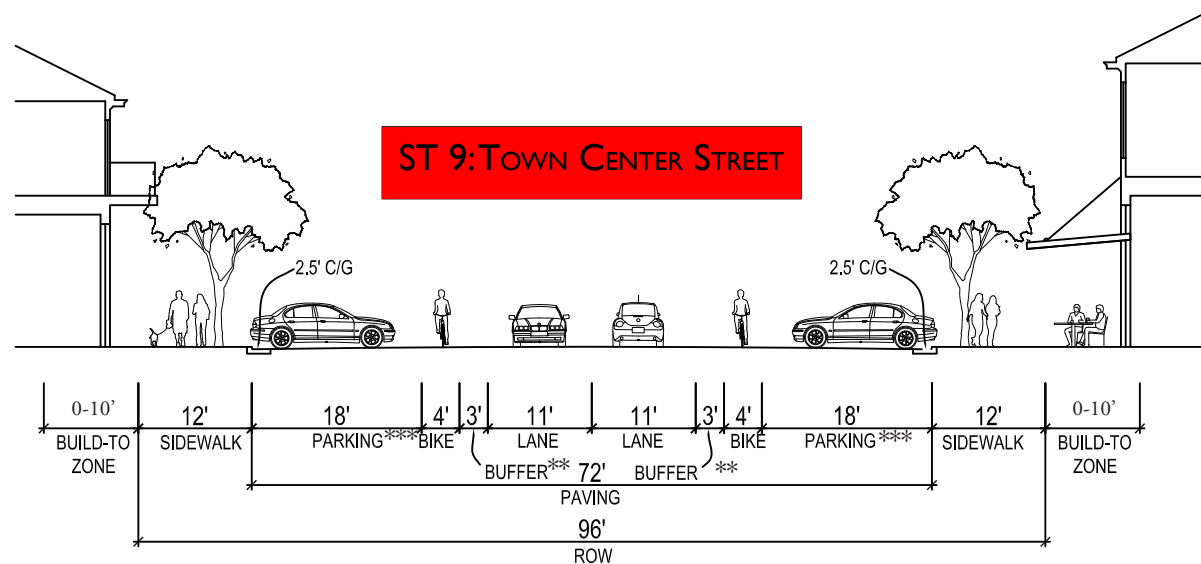 ST 9: TOWN CENTER STREET
2.5' C/G 2.5' C/G
0-10' 12' 18' 4' 3' 11' 11' 3' 4' 18' 12' 0-10'
BUILD-TO ZONE SIDEWALK PARKING*** BIKE LANE LANE BIKE PARKING*** SIDEWALK BUILD-TO ZONE
BUFFER** 72' BUFFER **
PAVING
96'
ROW